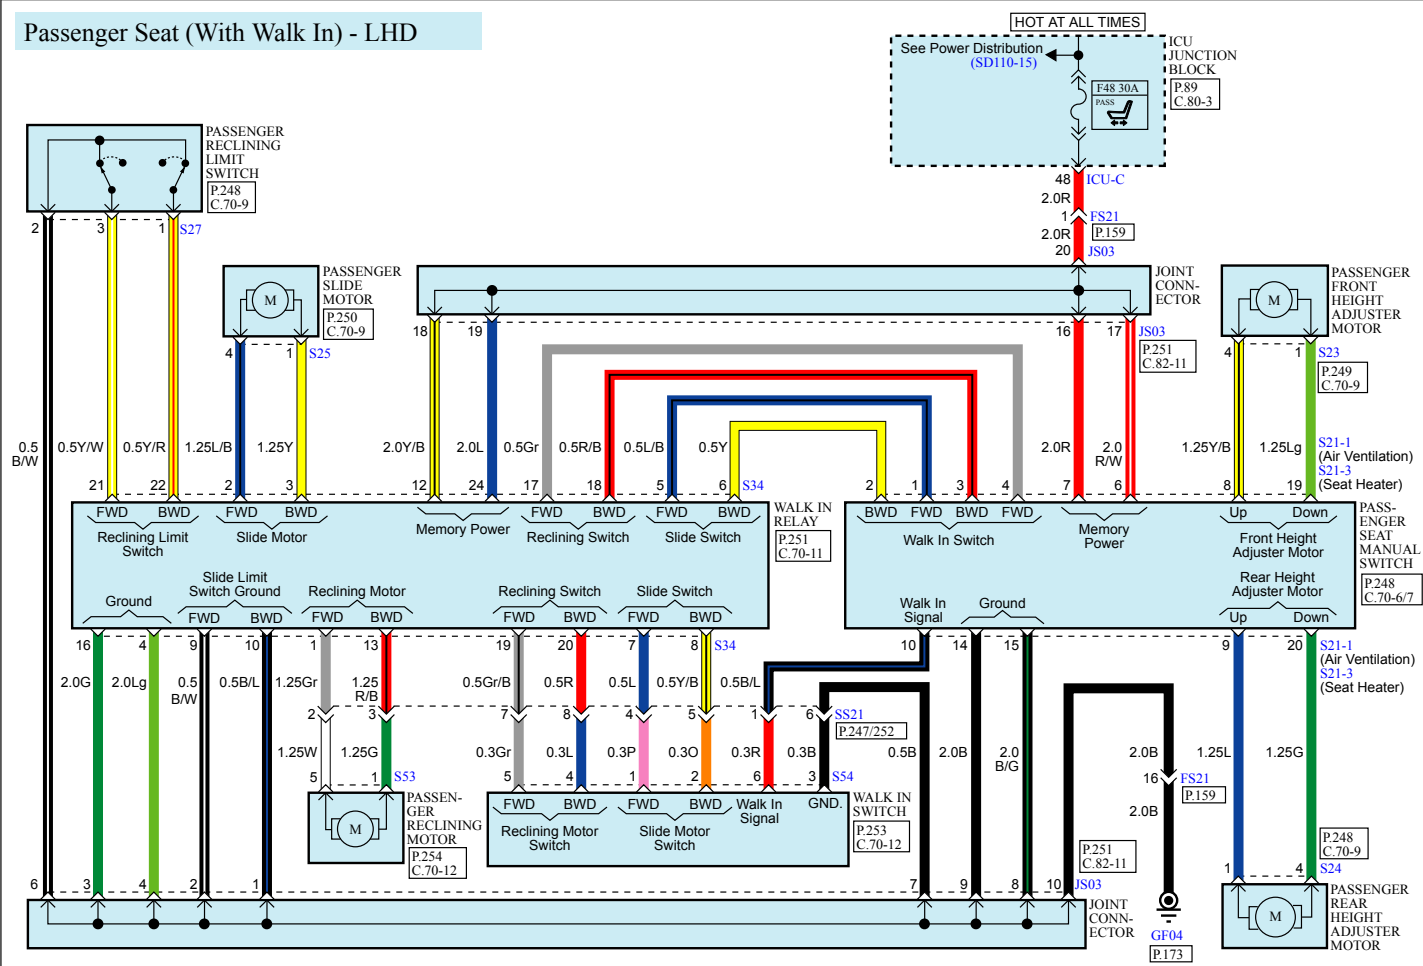 Passenger Seat (With Walk In) - LHD
HOT AT ALL TIMES
See Power Distribution
(SD110-15)
F48 30A
PASS
ICU
JUNCTION
BLOCK
P.89
C.80-3
48 ICU-C
2.0R
1 FS21
P.159
2.0R
20 JS03
PASSENGER
RECLINING
LIMIT
SWITCH
P.248
C.70-9
2 3 1 S27
M
PASSENGER
SLIDE
MOTOR
P.250
C.70-9
4 1 S25
JOINT
CONN-
ECTOR
18 19 16 17 JS03
P.251
C.82-11
M
PASSENGER
FRONT
HEIGHT
ADJUSTER
MOTOR
4 1 S23
P.249
C.70-9
0.5
B/W
0.5Y/W 0.5Y/R 1.25L/B 1.25Y 2.0Y/B 2.0L 0.5Gr 0.5R/B 0.5L/B 0.5Y 2.0R 2.0
R/W
1.25Y/B 1.25Lg
S21-1
(Air Ventilation)
S21-3
(Seat Heater)
21 22 2 3 12 24 17 18 5 6 S34 2 1 3 4 7 6 8 19
FWD BWD FWD BWD FWD BWD FWD BWD
Reclining Limit
Switch
Slide Motor
Memory Power
Reclining Switch
Slide Switch
WALK IN
RELAY
P.251
C.70-11
BWD FWD BWD FWD
Walk In Switch
Memory
Power
Up Down
Front Height
Adjuster Motor
PASS-
ENGER
SEAT
MANUAL
SWITCH
P.248
C.70-6/7
Ground
Slide Limit
Switch Ground
FWD BWD
Reclining Motor
FWD BWD
Reclining Switch
FWD BWD
Slide Switch
FWD BWD
Walk In
Signal
Ground
Rear Height
Adjuster Motor
Up Down
16 4 9 10 1 13 19 20 7 8 S34 10 14 15 9 20
S21-1
(Air Ventilation)
S21-3
(Seat Heater)
2.0G 2.0Lg 0.5
B/W
0.5B/L 1.25Gr 1.25
R/B
0.5Gr/B 0.5R 0.5L 0.5Y/B 0.5B/L
2 3 7 8 4 5 1 6 SS21
P.247/252
1.25W 1.25G 0.3Gr 0.3L 0.3P 0.3O 0.3R 0.3B 0.5B 2.0B 2.0
B/G
2.0B 1.25L 1.25G
5 1 S53 5 4 1 2 6 3 S54
16 FS21
P.159
2.0B
M
PASSEN-
GER
RECLINING
MOTOR
P.254
C.70-12
FWD BWD FWD BWD Walk In
Signal
GND.
Reclining Motor
Switch
Slide Motor
Switch
WALK IN
SWITCH
P.253
C.70-12
P.251
C.82-11
P.248
C.70-9
6 3 4 2 1 7 9 8 10 JS03
1 4 S24
JOINT
CONN-
ECTOR
GF04
P.173
M
PASSENGER
REAR
HEIGHT
ADJUSTER
MOTOR